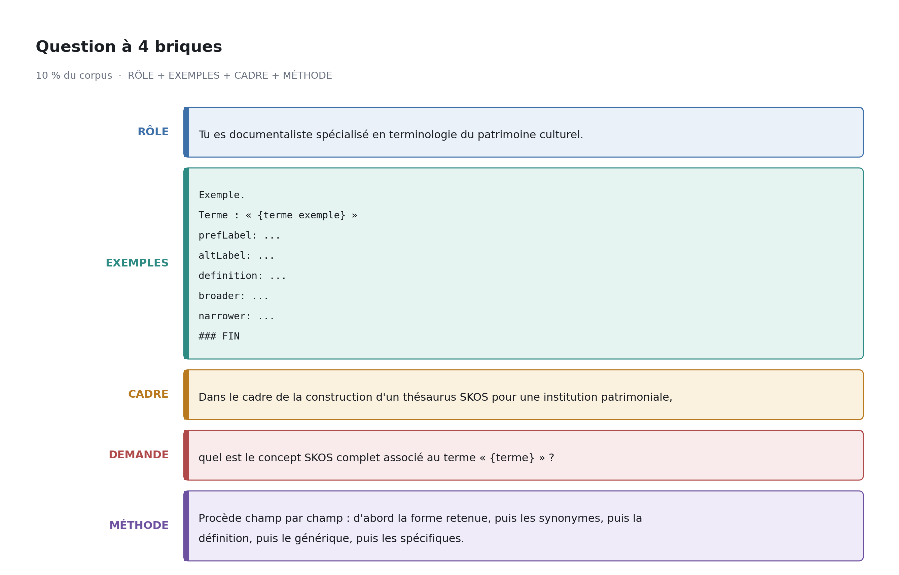 Question à 4 briques
10 % du corpus · RÔLE + EXEMPLES + CADRE + MÉTHODE
RÔLE
Tu es documentaliste spécialisé en terminologie du patrimoine culturel.
EXEMPLES
Exemple.
Terme : « {terme exemple} »
prefLabel: ...
altLabel: ...
definition: ...
broader: ...
narrower: ...
### FIN
CADRE
Dans le cadre de la construction d'un thésaurus SKOS pour une institution patrimoniale,
DEMANDE
quel est le concept SKOS complet associé au terme « {terme} » ?
MÉTHODE
Procède champ par champ : d'abord la forme retenue, puis les synonymes, puis la
définition, puis le générique, puis les spécifiques.